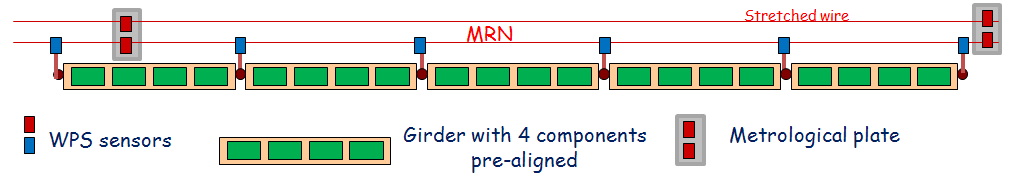 Stretched wire
MRN
WPS sensors
Girder with 4 components
pre-aligned
Metrological plate